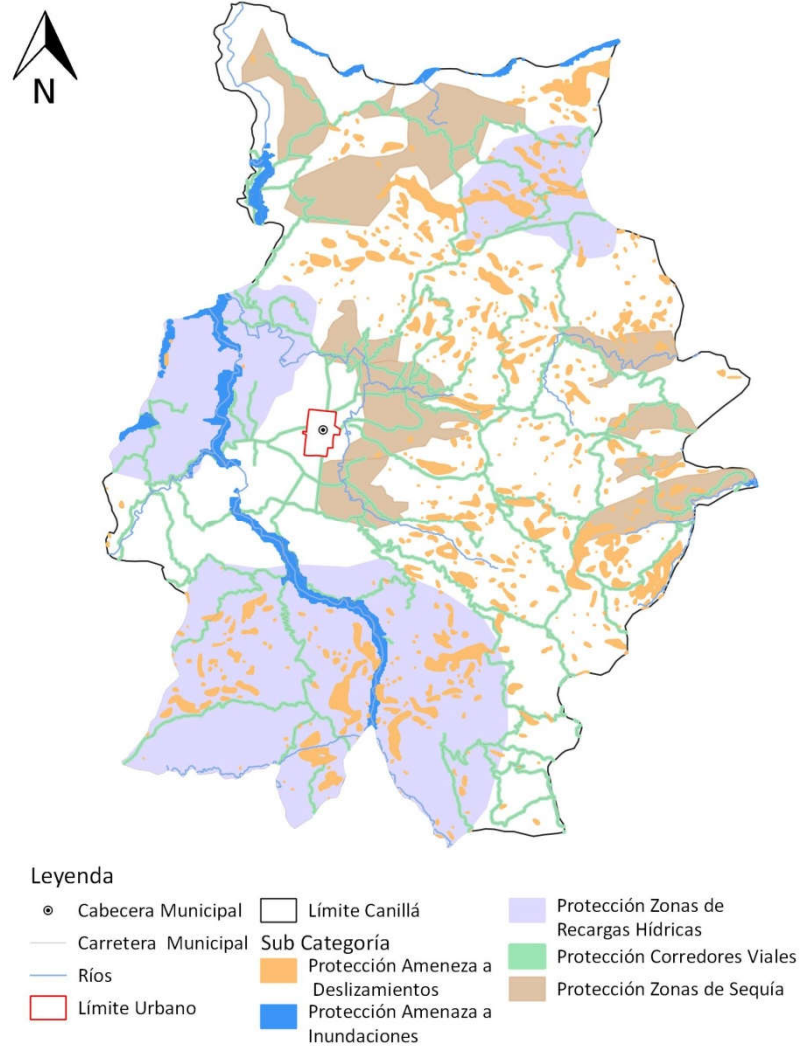 N
Leyenda
Cabecera Municipal
Carretera Municipal
Ríos
Límite Urbano
Límite Canillá
Sub Categoría
Protección Ameneza a
Deslizamientos
Protección Amenaza a
Inundaciones
Protección Zonas de
Recargas Hídricas
Protección Corredores Viales
Protección Zonas de Sequía